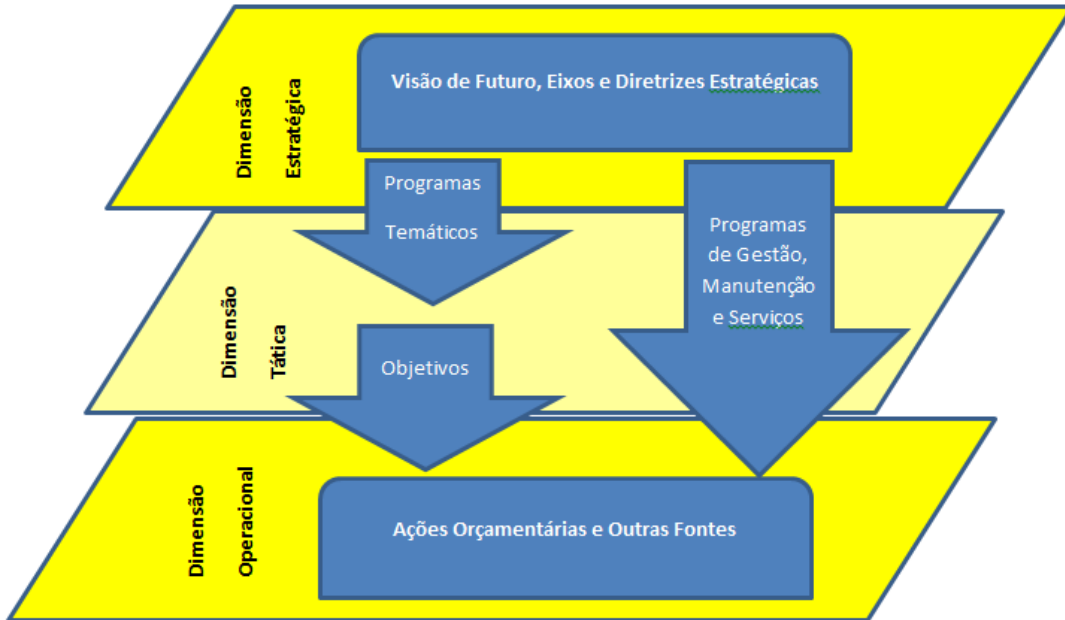 Dimensão
Estratégica
Visão de Futuro, Eixos e Diretrizes Estratégicas
Programas
Temáticos
Programas
de Gestão,
Manutenção
e Serviços
Dimensão
Tática
Objetivos
Dimensão
Operacional
Ações Orçamentárias e Outras Fontes